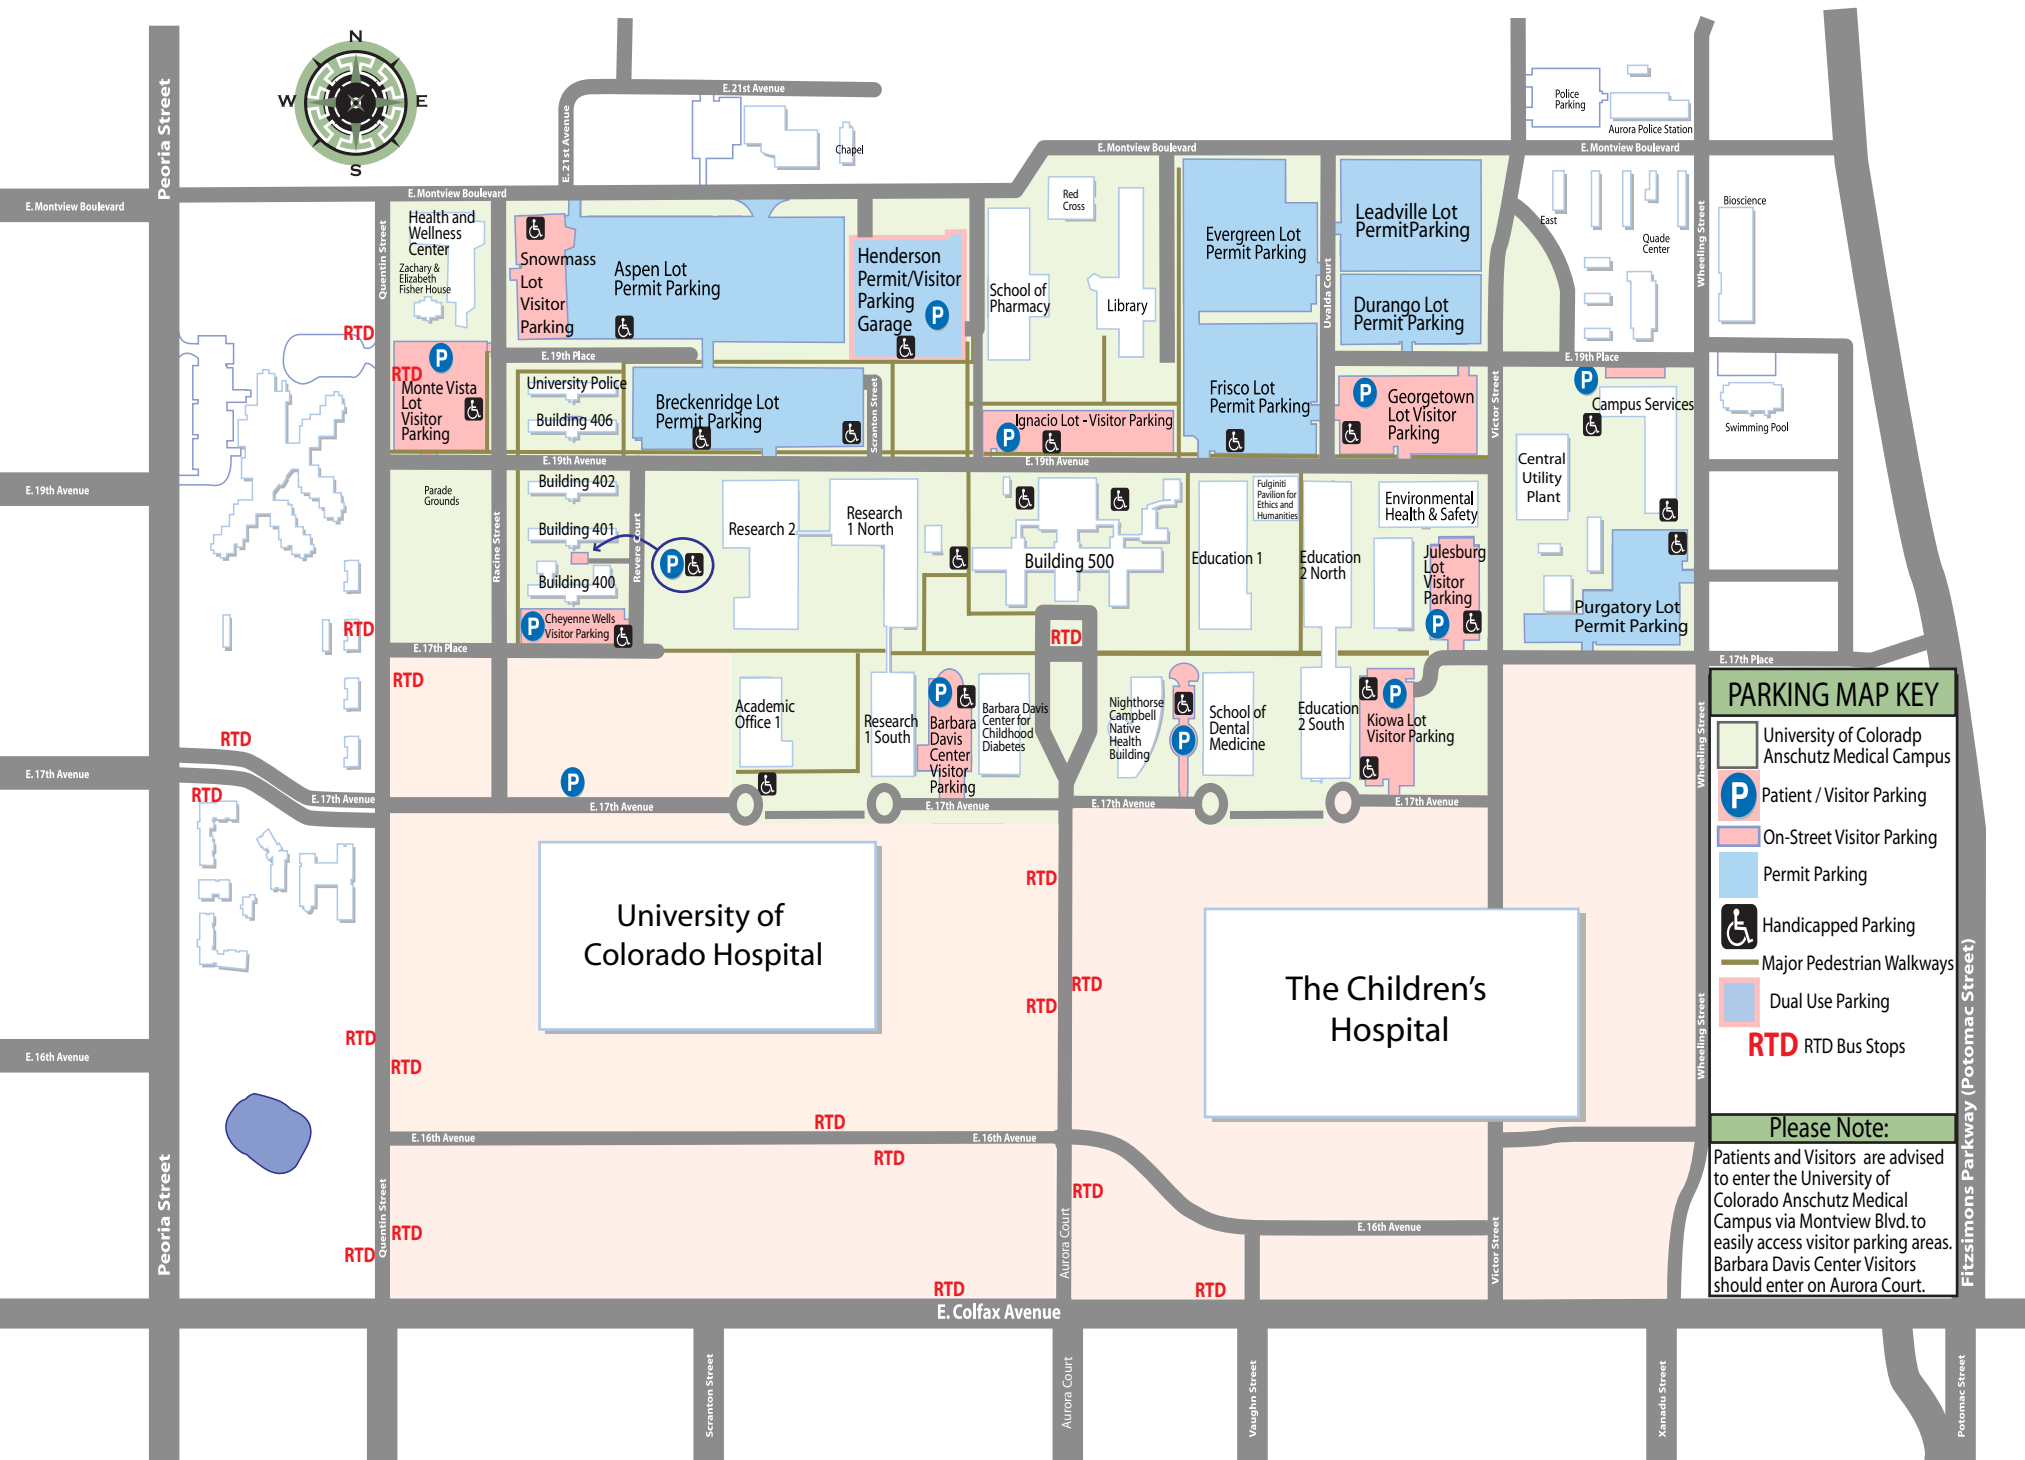 N
W
E
S
Peoria Street
E. 21st Avenue
E. 21st Avenue
Chapel
Police
Parking
Aurora Police Station
E. Montview Boulevard
E. Montview Boulevard
E. Montview Boulevard
E. Montview Boulevard
Quentin Street
Health and
Wellness
Center
Zachary &
Elizabeth
Fisher House
Snowmass
Lot
Visitor
Parking
Aspen Lot
Permit Parking
Henderson
Permit/Visitor
Parking
Garage
P
School of
Pharmacy
Red
Cross
Library
Evergreen Lot
Permit Parking
Uvalda Court
Leadville Lot
PermitParking
Durango Lot
Permit Parking
East
Quade
Center
Wheeling Street
Bioscience
RTD
P
RTD
Monte Vista
Lot
Visitor
Parking
E. 19th Place
University Police
Building 406
Breckenridge Lot
Permit Parking
Scranton Street
P
Ignacio Lot - Visitor Parking
Frisco Lot
Permit Parking
P
Georgetown
Lot Visitor
Parking
Victor Street
E. 19th Place
P
Campus Services
Swimming Pool
E. 19th Avenue
E. 19th Avenue
E. 19th Avenue
Parade
Grounds
Racine Street
Building 402
Building 401
Building 400
Revere Court
P
P
Cheyenne Wells
Visitor Parking
Research 2
Research
1 North
Building 500
Education 1
Fulginiti
Pavilion for
Ethics and
Humanities
Education
2 North
Environmental
Health & Safety
Julesburg
Lot
Visitor
Parking
P
Central
Utility
Plant
Purgatory Lot
Permit Parking
RTD
RTD
E. 17th Place
E. 17th Place
RTD
RTD
RTD
Academic
Office 1
Research
1 South
P
Barbara
Davis
Center
Visitor
Parking
Barbara Davis
Center for
Childhood
Diabetes
Nighthorse
Campbell
Native
Health
Building
P
School of
Dental
Medicine
Education
2 South
P
Kiowa Lot
Visitor Parking
Wheeling Street
P
E. 17th Avenue
E. 17th Avenue
E. 17th Avenue
E. 17th Avenue
E. 17th Avenue
E. 17th Avenue
University of
Colorado Hospital
RTD
RTD
RTD
The Children's
Hospital
Wheeling Street
RTD
RTD
E. 16th Avenue
RTD
E. 16th Avenue
E. 16th Avenue
RTD
RTD
E. 16th Avenue
Peoria Street
Quentin Street
RTD
RTD
Aurora Court
Victor Street
RTD
RTD
E. Colfax Avenue
Scranton Street
Aurora Court
Vaughn Street
Xanadu Street
Potomac Street
Fitzsimons Parkway (Potomac Street)
PARKING MAP KEY
University of Coloradp
Anschutz Medical Campus
P Patient / Visitor Parking
On-Street Visitor Parking
Permit Parking
Handicapped Parking
Major Pedestrian Walkways
Dual Use Parking
RTD RTD Bus Stops
Please Note:
Patients and Visitors are advised
to enter the University of
Colorado Anschutz Medical
Campus via Montview Blvd. to
easily access visitor parking areas.
Barbara Davis Center Visitors
should enter on Aurora Court.